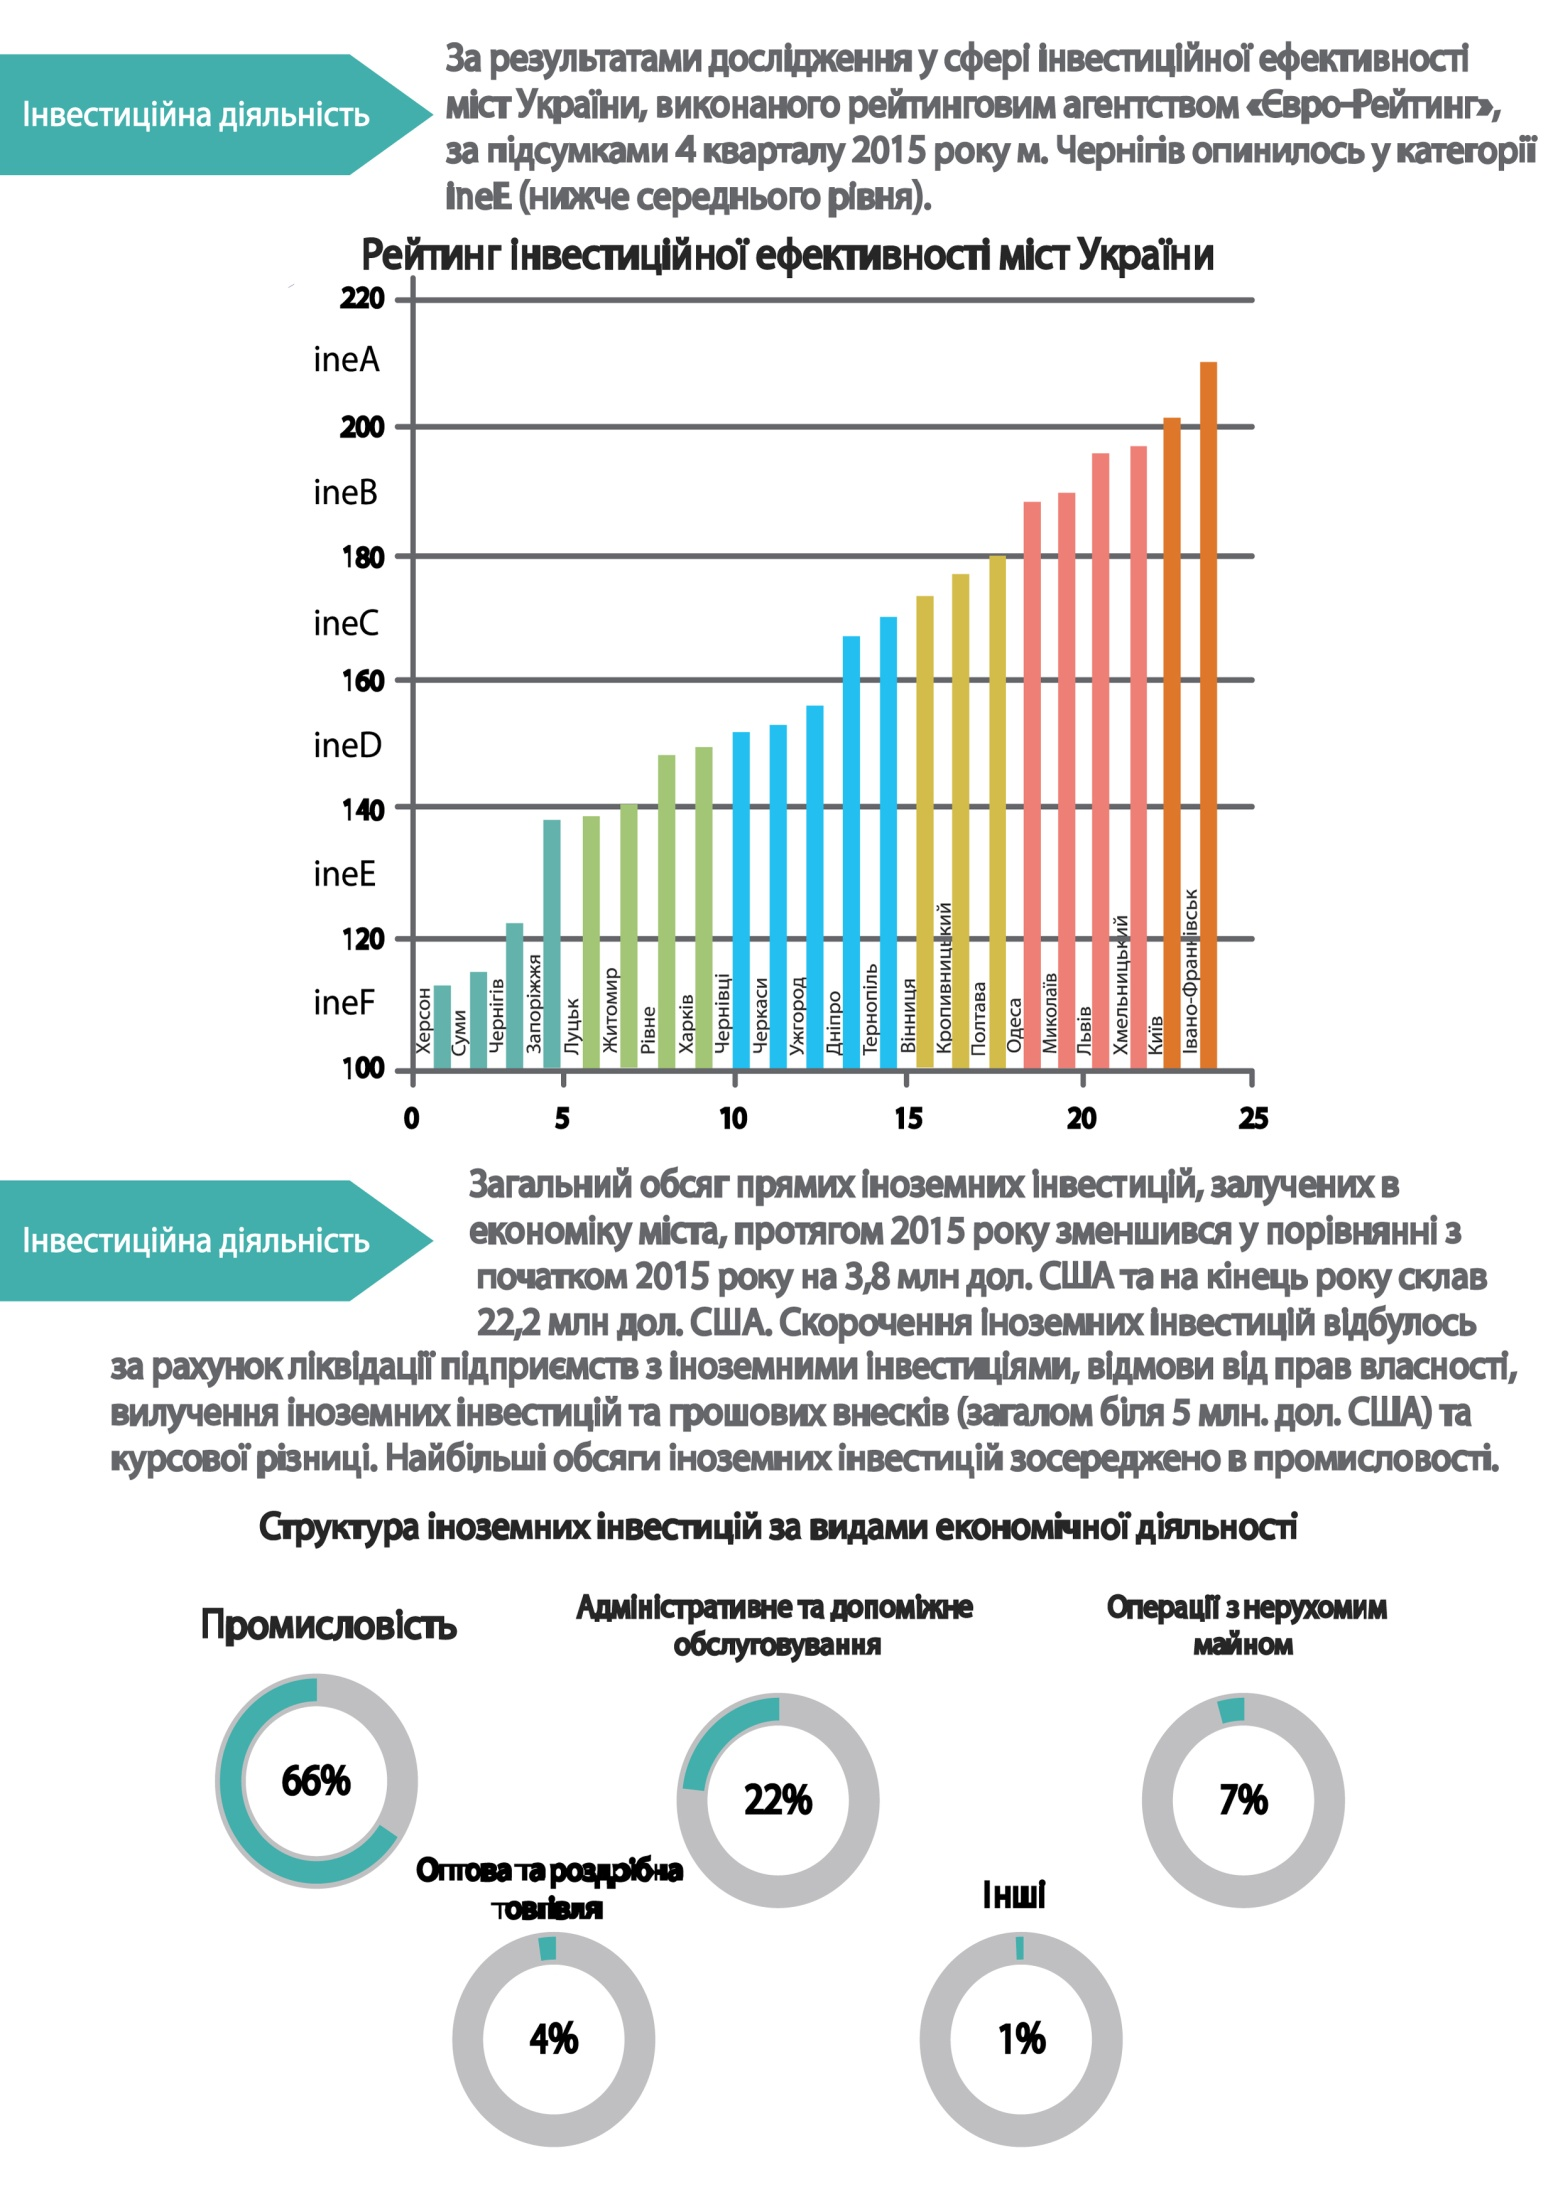 Інвестиційна діяльність
За результатами дослідження у сфері інвестиційної ефективності
міст України, виконаного рейтинговим агентством «Євро-Рейтинг»,
за підсумками 4 кварталу 2015 року м. Чернігів опинилось у категорії
ineE (нижче середнього рівня).
Рейтинг інвестиційної ефективності міст України
220
ineA
200
ineB
180
ineC
160
ineD
140
ineE
120
ineF
100
Херсон
Суми
Чернігів
Запоріжжя
Луцьк
Житомир
Рівне
Харків
Чернівці
Черкаси
Ужгород
Дніпро
Тернопіль
Вінниця
Кропивницький
Полтава
Одеса
Миколаїв
Львів
Хмельницький
Київ
Івано-Франківськ
0 5 10 15 20 25
Інвестиційна діяльність
Загальний обсяг прямих іноземних інвестицій, залучених в
економіку міста, протягом 2015 року зменшився у порівнянні з
початком 2015 року на 3,8 млн дол. США та на кінець року склав
22,2 млн дол. США. Скорочення іноземних інвестицій відбулось
за рахунок ліквідації підприємств з іноземними інвестиціями, відмови від прав власності,
вилучення іноземних інвестицій та грошових внесків (загалом біля 5 млн. дол. США) та
курсової різниці. Найбільші обсяги іноземних інвестицій зосереджено в промисловості.
Структура іноземних інвестицій за видами економічної діяльності
Промисловість
66%
Адміністративне та допоміжне
обслуговування
22%
Операції з нерухомим
майном
7%
Оптова та роздрібна
товгівля
4%
Інші
1%